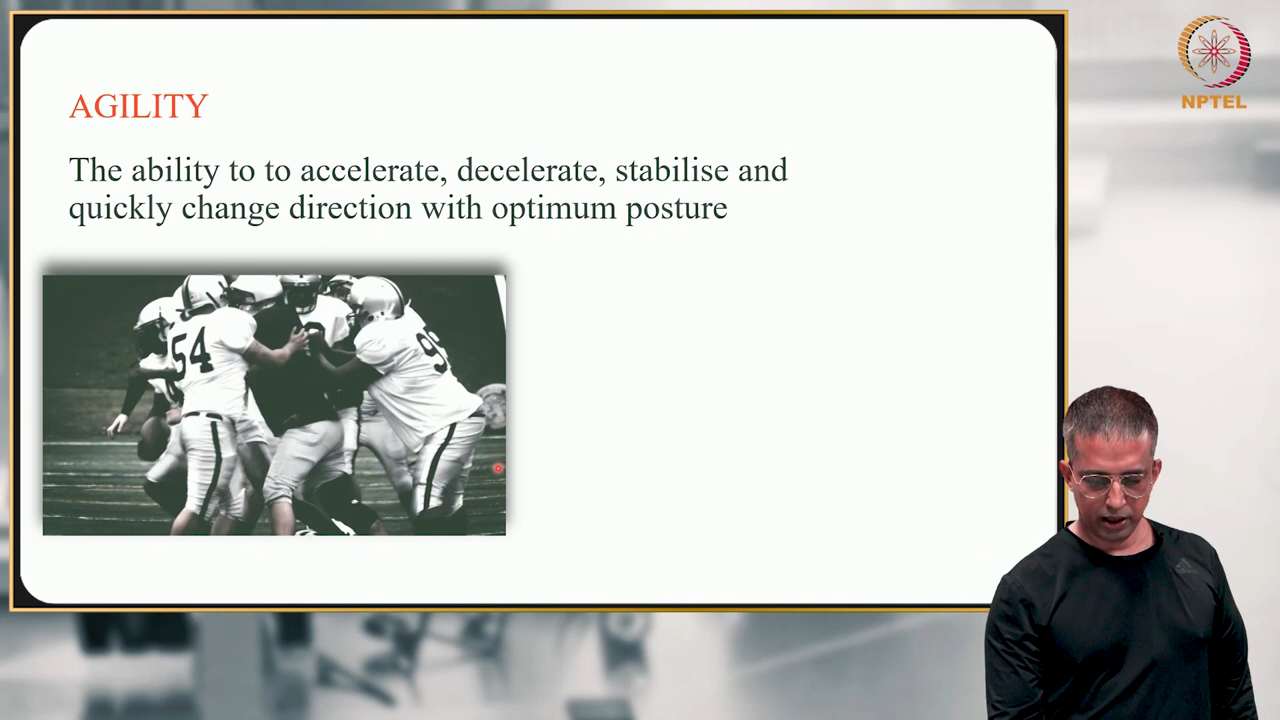 NPTEL
AGILITY
The ability to to accelerate, decelerate, stabilise and
quickly change direction with optimum posture
54